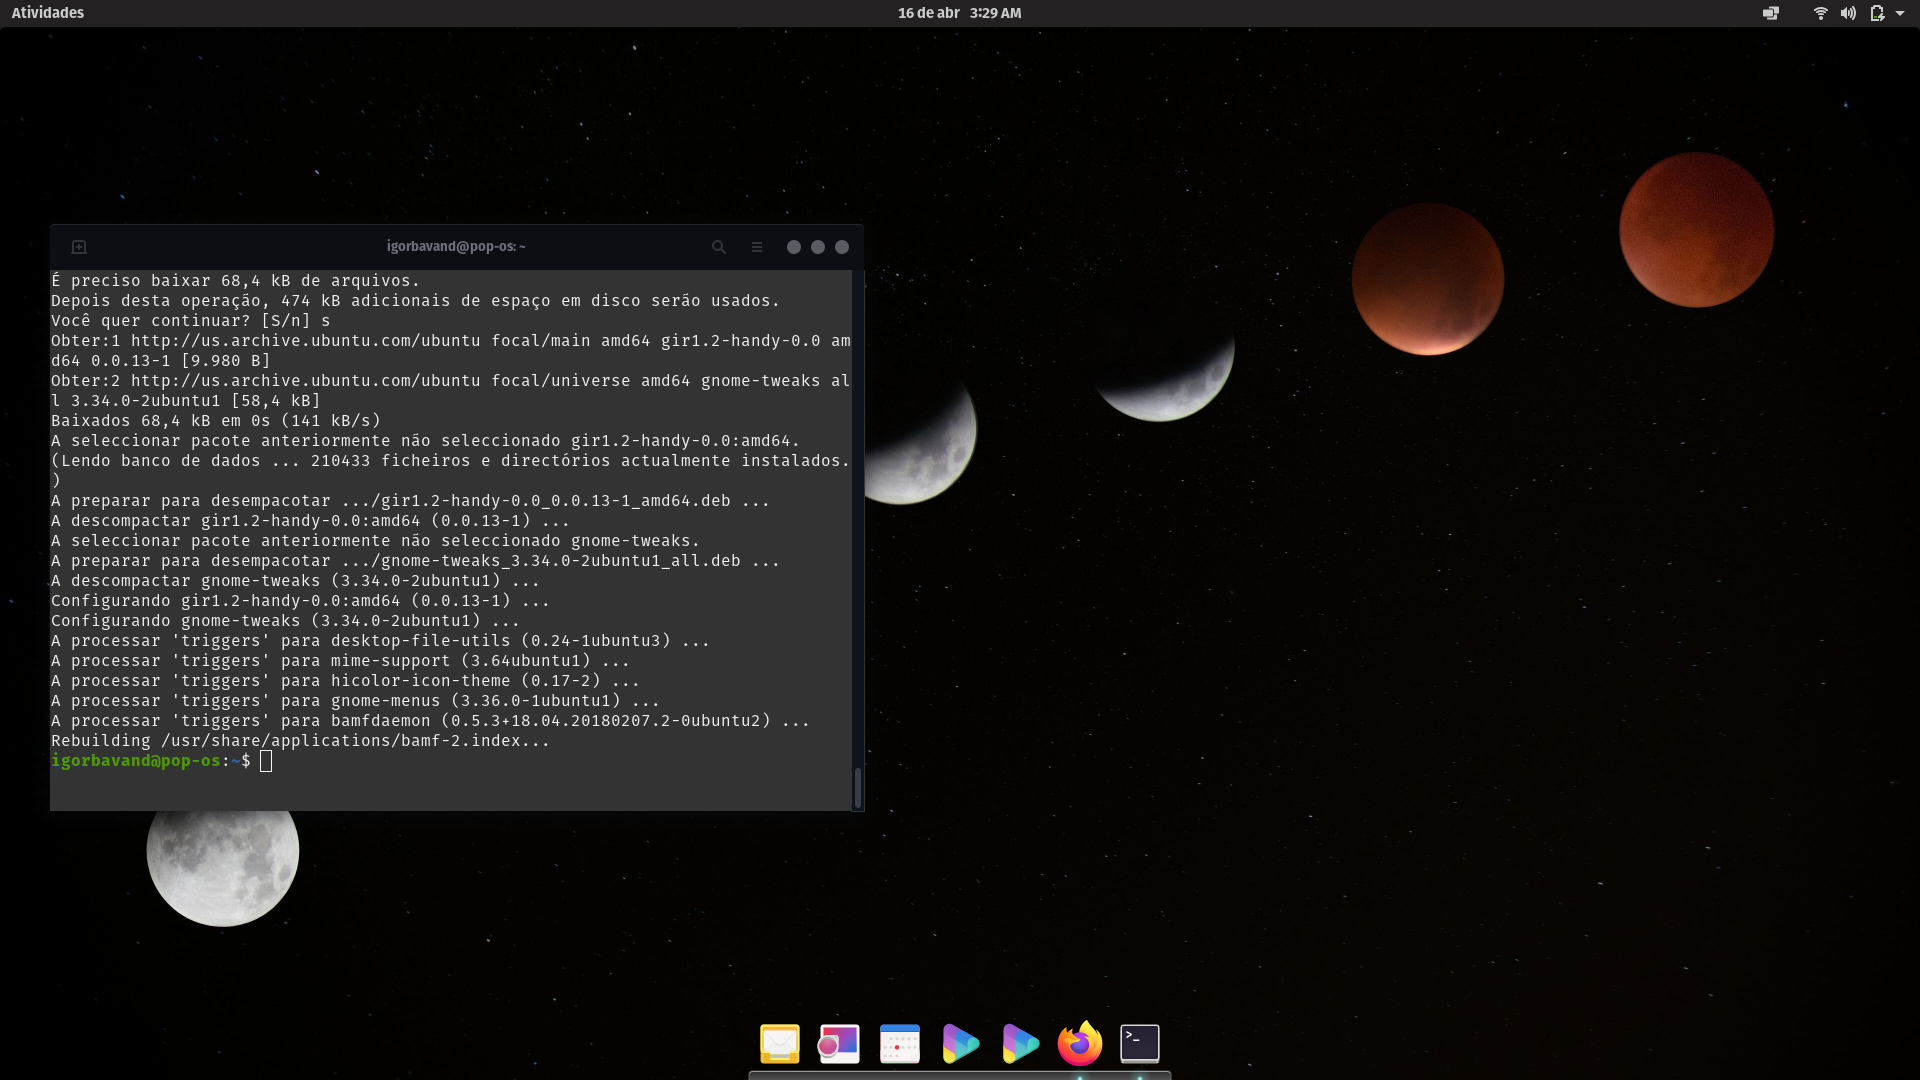 Atividades
16 de abr 3:29 AM
igorbavand@pop-os: ~
É preciso baixar 68,4 kB de arquivos.
Depois desta operação, 474 kB adicionais de espaço em disco serão usados.
Você quer continuar? [S/n] s
Obter:1 http://us.archive.ubuntu.com/ubuntu focal/main amd64 gir1.2-handy-0.0 am
d64 0.0.13-1 [9.980 B]
Obter:2 http://us.archive.ubuntu.com/ubuntu focal/universe amd64 gnome-tweaks al
l 3.34.0-2ubuntu1 [58,4 kB]
Baixados 68,4 kB em 0s (141 kB/s)
A seleccionar pacote anteriormente não seleccionado gir1.2-handy-0.0:amd64.
(Lendo banco de dados ... 210433 ficheiros e directórios actualmente instalados.
)
A preparar para desempacotar .../gir1.2-handy-0.0_0.0.13-1_amd64.deb ...
A descompactar gir1.2-handy-0.0:amd64 (0.0.13-1) ...
A seleccionar pacote anteriormente não seleccionado gnome-tweaks.
A preparar para desempacotar .../gnome-tweaks_3.34.0-2ubuntu1_all.deb ...
A descompactar gnome-tweaks (3.34.0-2ubuntu1) ...
Configurando gir1.2-handy-0.0:amd64 (0.0.13-1) ...
Configurando gnome-tweaks (3.34.0-2ubuntu1) ...
A processar 'triggers' para desktop-file-utils (0.24-1ubuntu3) ...
A processar 'triggers' para mime-support (3.64ubuntu1) ...
A processar 'triggers' para hicolor-icon-theme (0.17-2) ...
A processar 'triggers' para gnome-menus (3.36.0-1ubuntu1) ...
A processar 'triggers' para bamfdaemon (0.5.3+18.04.20180207.2-0ubuntu2) ...
Rebuilding /usr/share/applications/bamf-2.index...
igorbavand@pop-os:~$
>_